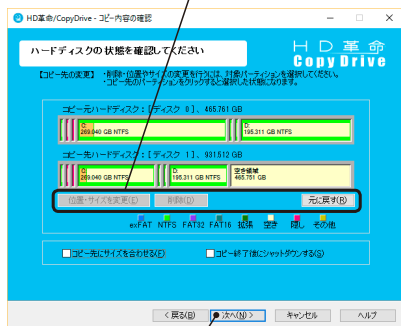 HD革命/CopyDrive - コピー内容の確認
ハードディスクの状態を確認してください
HD革命
CopyDrive
【コピー先の変更】 ・削除・位置やサイズの変更を行うには、対象パーティションを選択してください。
・コピー先のパーティションをクリックすると選択した状態になります。
コピー元ハードディスク：[ディスク 0]、465.761 GB
C:
269.040 GB NTFS
D:
195.311 GB NTFS
コピー先ハードディスク：[ディスク 1]、931.512 GB
C:
269.040 GB NTFS
D:
195.311 GB NTFS
空き領域
465.751 GB
位置・サイズを変更(E)
削除(D)
元に戻す(R)
exFAT NTFS FAT32 FAT16 拡張 空き 隠し その他
コピー先にサイズを合わせる(F)
コピー終了後にシャットダウンする(S)
< 戻る(B)
次へ(N) >
キャンセル
ヘルプ